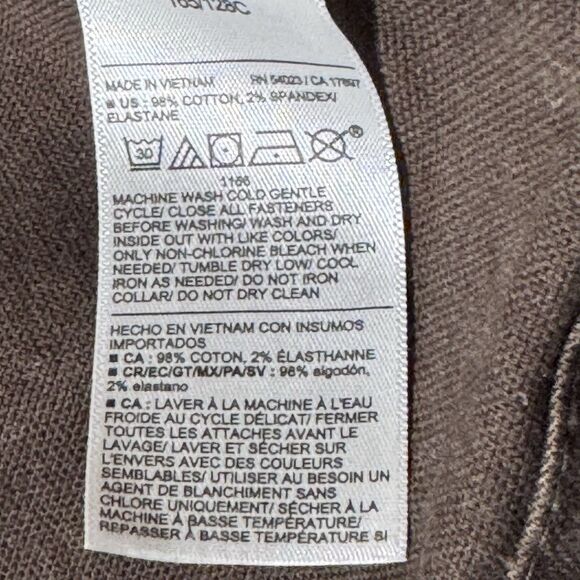 165/128C
MADE IN VIETNAM RN 54023 / CA 17897
■ US : 98% COTTON, 2% SPANDEX/
ELASTANE
30
®
1166
MACHINE WASH COLD GENTLE
CYCLE/ CLOSE ALL FASTENERS
BEFORE WASHING/ WASH AND DRY
INSIDE OUT WITH LIKE COLORS/
ONLY NON-CHLORINE BLEACH WHEN
NEEDED/ TUMBLE DRY LOW/ COOL
IRON AS NEEDED/ DO NOT IRON
COLLAR/ DO NOT DRY CLEAN
HECHO EN VIETNAM CON INSUMOS
IMPORTADOS
■ CA : 98% COTON, 2% ÉLASTHANNE
■ CR/EC/GT/MX/PA/SV : 98% algodón,
2% elastano
■ CA : LAVER À LA MACHINE À L'EAU
FROIDE AU CYCLE DÉLICAT/ FERMER
TOUTES LES ATTACHES AVANT LE
LAVAGE/ LAVER ET SÉCHER SUR
L'ENVERS AVEC DES COULEURS
SEMBLABLES/ UTILISER AU BESOIN UN
AGENT DE BLANCHIMENT SANS
CHLORE UNIQUEMENT/ SÉCHER À LA
MACHINE À BASSE TEMPÉRATURE/
REPASSER À BASSE TEMPÉRATURE SI